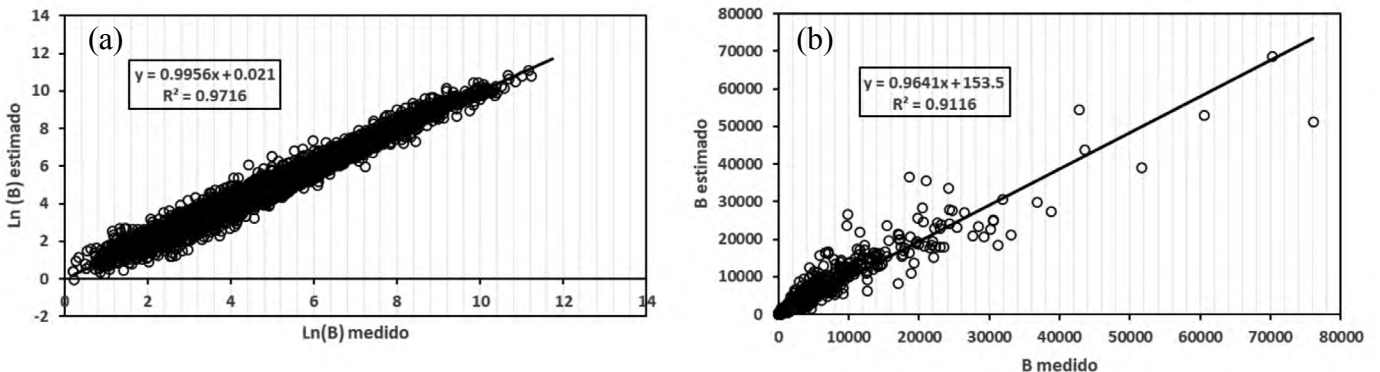 (a)
y = 0.9956x + 0.021
R² = 0.9716
14
12
10
8
6
4
2
0
-2
Ln (B) estimado
0 2 4 6 8 10 12 14
Ln(B) medido
(b)
y = 0.9641x + 153.5
R² = 0.9116
80000
70000
60000
50000
40000
30000
20000
10000
0
B estimado
0 10000 20000 30000 40000 50000 60000 70000 80000
B medido